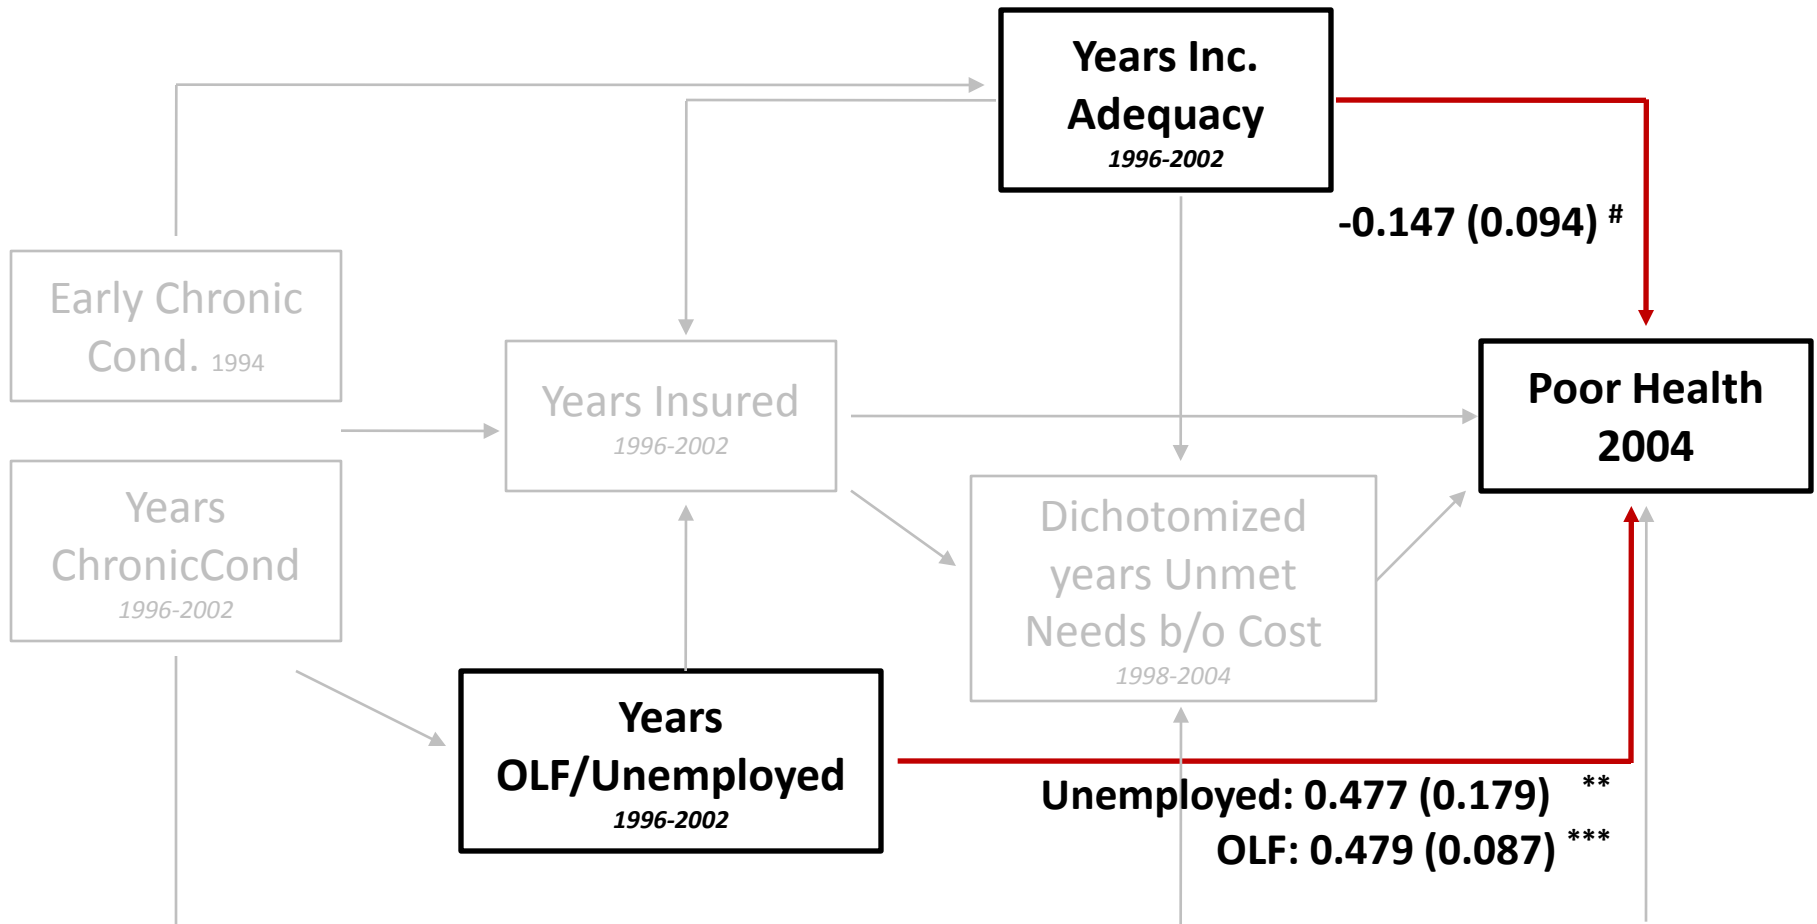 Years Inc.
Adequacy
1996-2002
-0.147 (0.094) #
Early Chronic
Cond. 1994
Years Insured
1996-2002
Poor Health
2004
Years
ChronicCond
1996-2002
Dichotomized
years Unmet
Needs b/o Cost
1998-2004
Years
OLF/Unemployed
1996-2002
Unemployed: 0.477 (0.179) **
OLF: 0.479 (0.087) ***